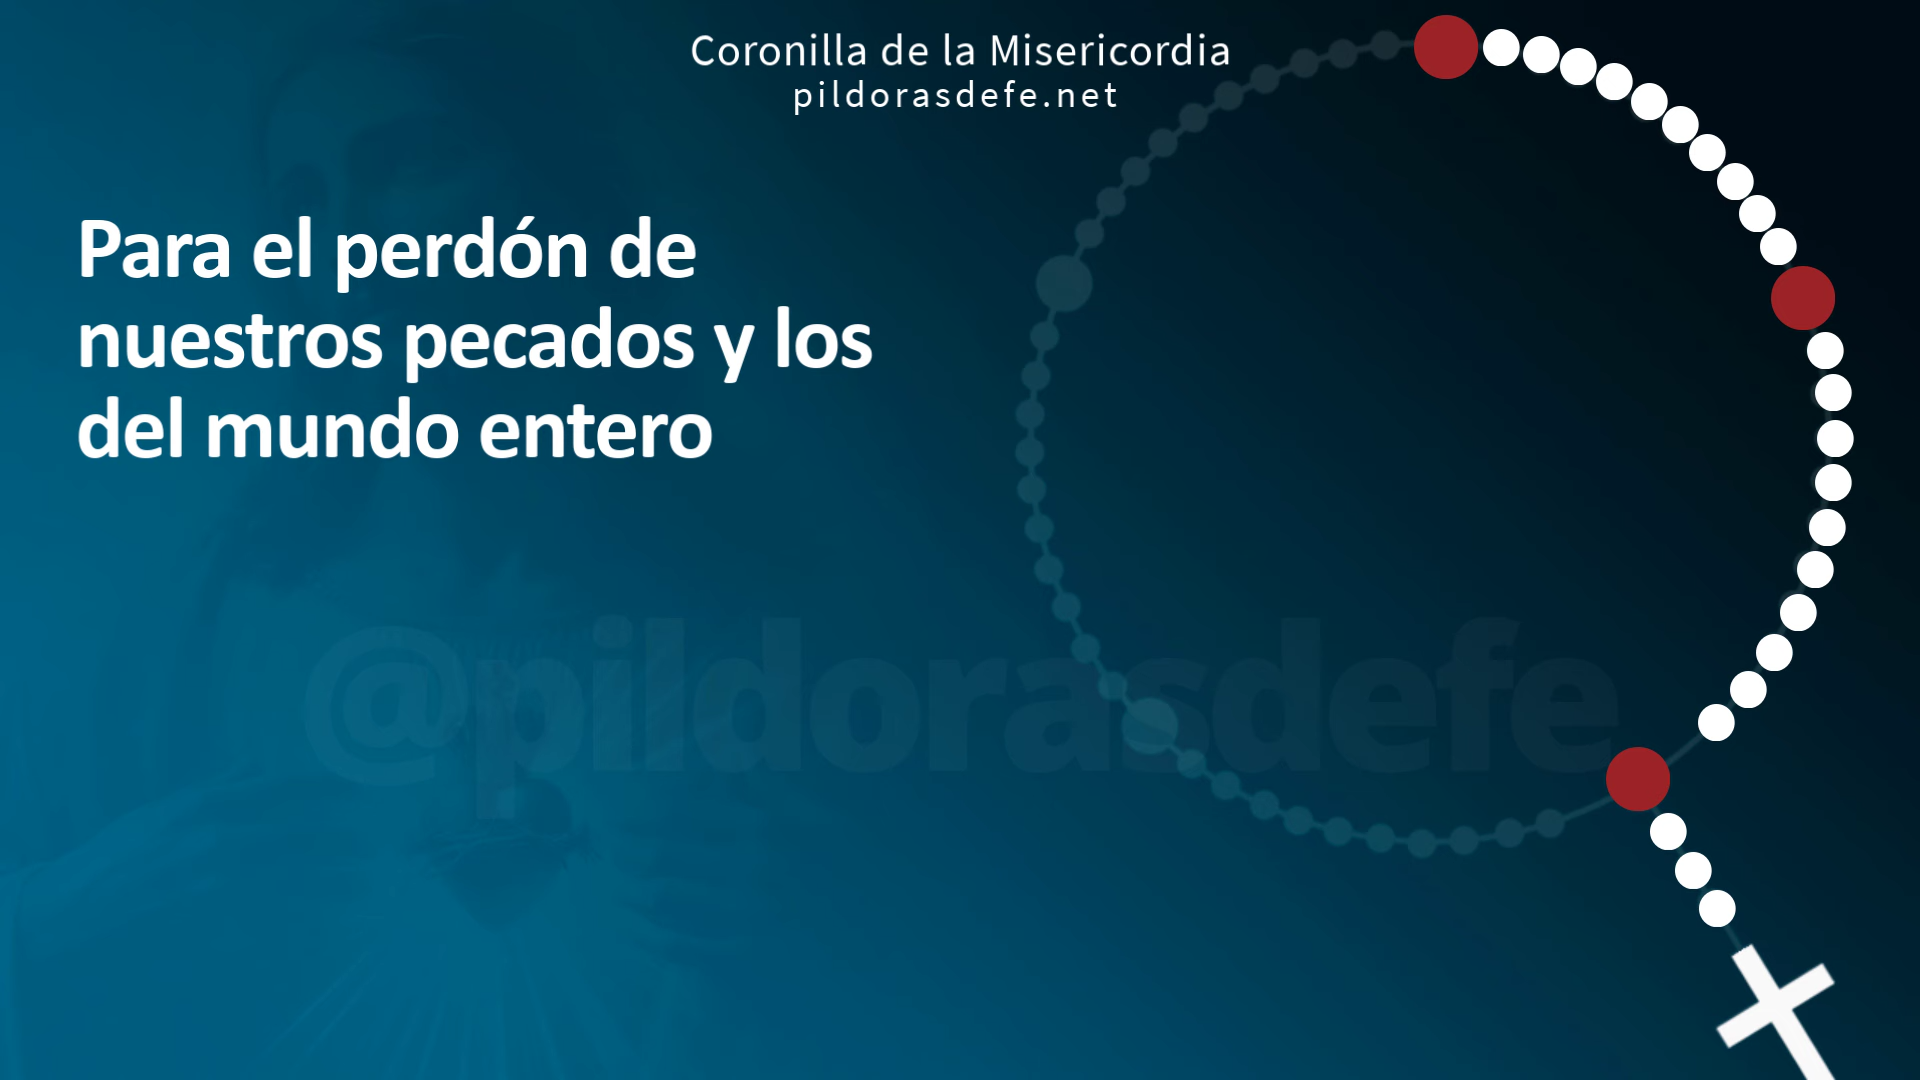 Coronilla de la Misericordia
pildorasdefe.net
Para el perdón de
nuestros pecados y los
del mundo entero
@pildorasdefe